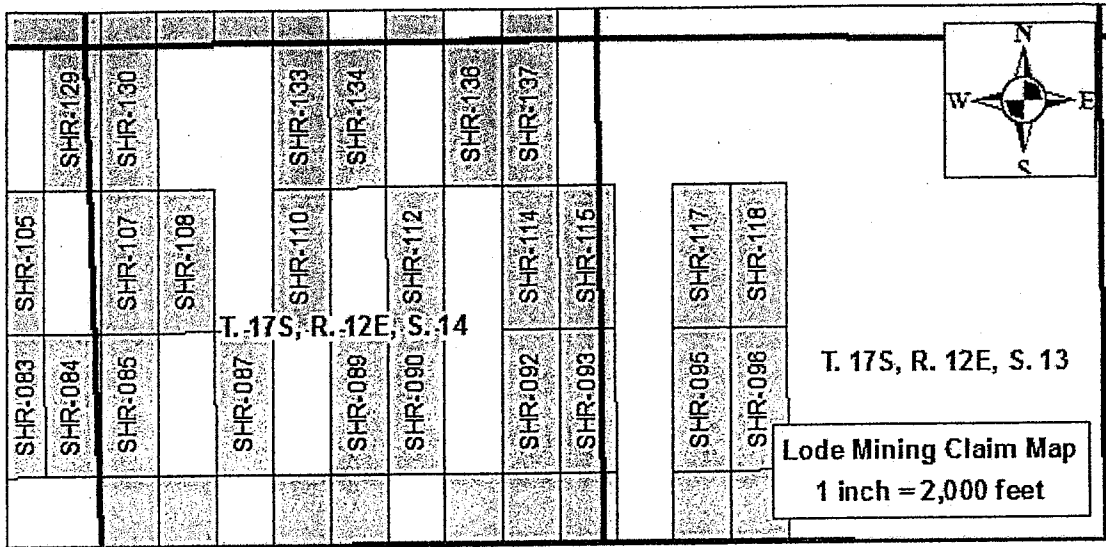 SHR-129
SHR-130
SHR-133
SHR-134
SHR-136
SHR-137
N
W E
S
SHR-105
SHR-107
SHR-108
SHR-110
SHR-112
SHR-114
SHR-115
SHR-117
SHR-118
T. 17S, R. 12E, S. 14
SHR-083
SHR-084
SHR-085
SHR-087
SHR-089
SHR-090
SHR-092
SHR-093
SHR-095
SHR-096
T. 17S, R. 12E, S. 13
Lode Mining Claim Map
1 inch = 2,000 feet